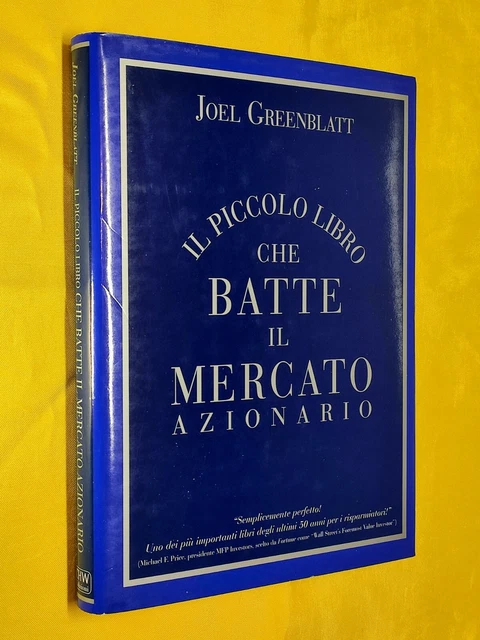 JOEL GREENBLATT
IL PICCOLO LIBRO
CHE
BATTE
IL
MERCATO
AZIONARIO
"Semplicemente perfetto!
Uno dei più importanti libri degli ultimi 50 anni per i risparmiatori!"
(Michael F. Price, presidente MFP Investors, scelto da Fortune come "Wall Street's Foremost Value Investor")
JOEL GREENBLATT
IL PICCOLO LIBRO CHE BATTE IL MERCATO AZIONARIO
HW